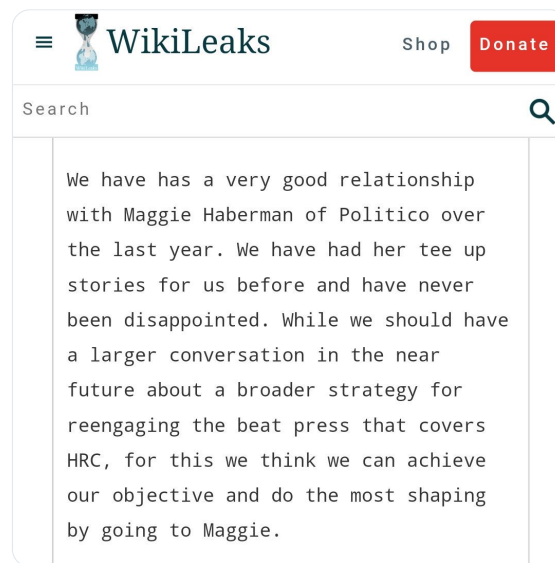 WikiLeaks
Shop
Donate
Search
We have has a very good relationship
with Maggie Haberman of Politico over
the last year. We have had her tee up
stories for us before and have never
been disappointed. While we should have
a larger conversation in the near
future about a broader strategy for
reengaging the beat press that covers
HRC, for this we think we can achieve
our objective and do the most shaping
by going to Maggie.